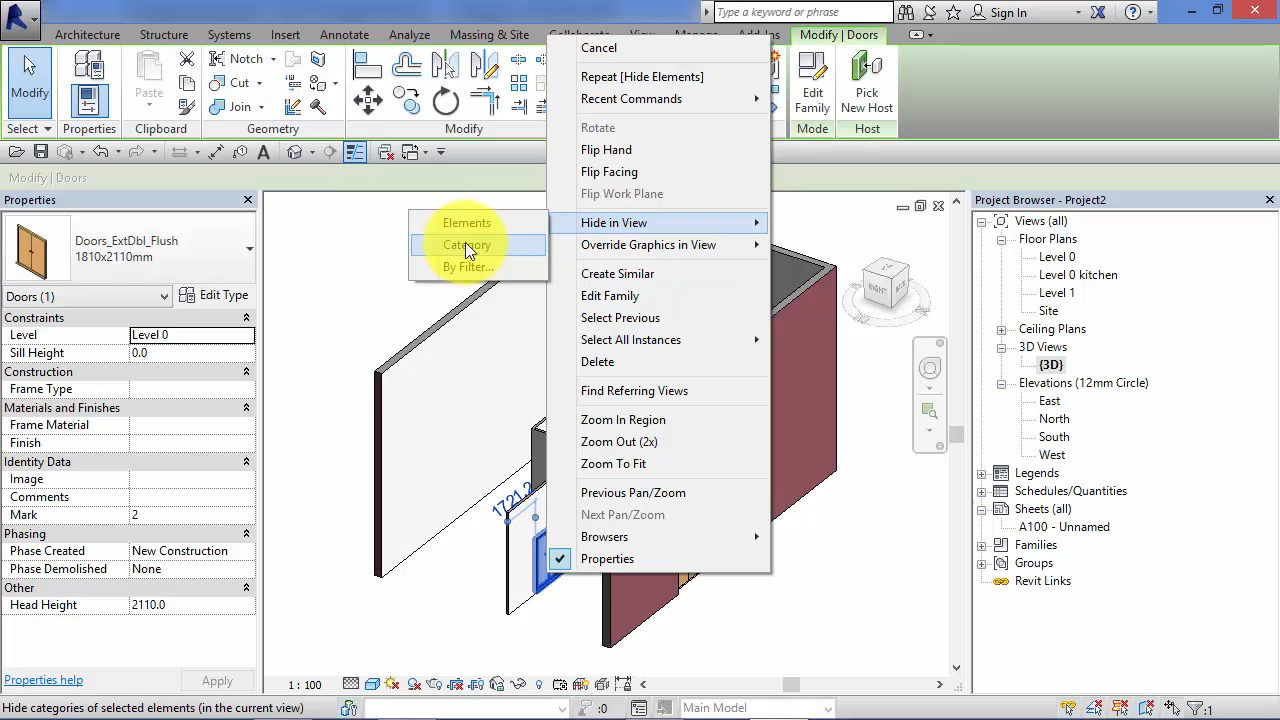 Type a keyword or phrase
Sign In
Architecture
Structure
Systems
Insert
Annotate
Analyze
Massing & Site
Modify | Doors
Modify
Select
Properties
Paste
Clipboard
Notch
Cut
Join
Geometry
Modify
Edit
Family
Mode
Pick
New Host
Host
Modify | Doors
Properties
Doors_ExtDbl_Flush
1810x2110mm
Doors (1)
Edit Type
Constraints
Level
Level 0
Sill Height
0.0
Construction
Frame Type
Materials and Finishes
Frame Material
Finish
Identity Data
Image
Comments
Mark
2
Phasing
Phase Created
New Construction
Phase Demolished
None
Other
Head Height
2110.0
Properties help
Apply
Cancel
Repeat [Hide Elements]
Recent Commands
Rotate
Flip Hand
Flip Facing
Flip Work Plane
Hide in View
Override Graphics in View
Create Similar
Edit Family
Select Previous
Select All Instances
Delete
Find Referring Views
Zoom In Region
Zoom Out (2x)
Zoom To Fit
Previous Pan/Zoom
Next Pan/Zoom
Browsers
Properties
Elements
Category
By Filter...
1721.2
RIGHT
Project Browser - Project2
Views (all)
Floor Plans
Level 0
Level 0 kitchen
Level 1
Site
Ceiling Plans
3D Views
{3D}
Elevations (12mm Circle)
East
North
South
West
Legends
Schedules/Quantities
Sheets (all)
A100 - Unnamed
Families
Groups
Revit Links
1 : 100
Hide categories of selected elements (in the current view)
:0
Main Model
:1